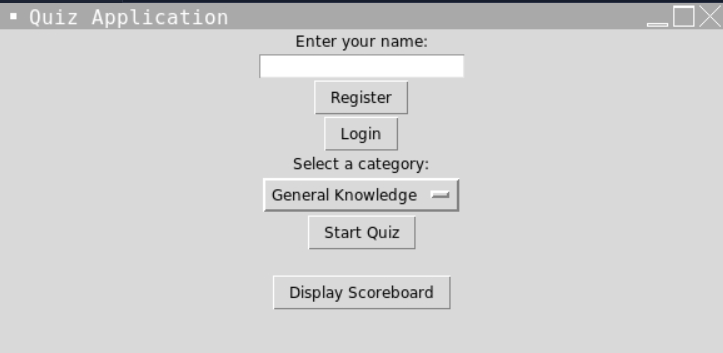 Quiz Application
Enter your name:
Register
Login
Select a category:
General Knowledge
Start Quiz
Display Scoreboard